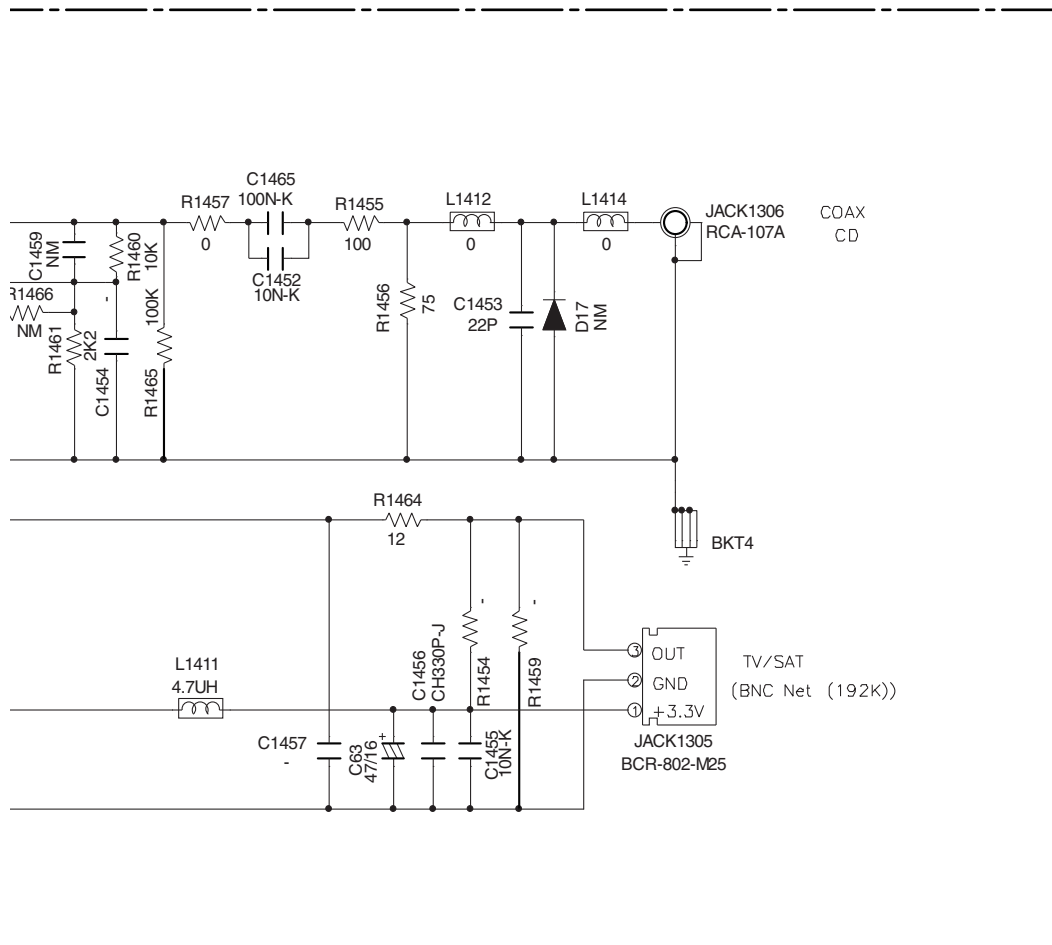 C1465
100N-K
R1457
0
R1455
100
L1412
0
L1414
0
JACK1306
RCA-107A
COAX
CD
C1459
NM
R1460
10K
C1452
10N-K
R1466
NM
R1461
2K2
-
C1454
100K
R1465
R1456
75
C1453
22P
D17
NM
R1464
12
BKT4
L1411
4.7UH
C1457
-
C63
47/16
+
C1456
CH330P-J
-
R1454
C1455
10N-K
-
R1459
3 OUT
2 GND
1 +3.3V
TV/SAT
(BNC Net (192K))
JACK1305
BCR-802-M25